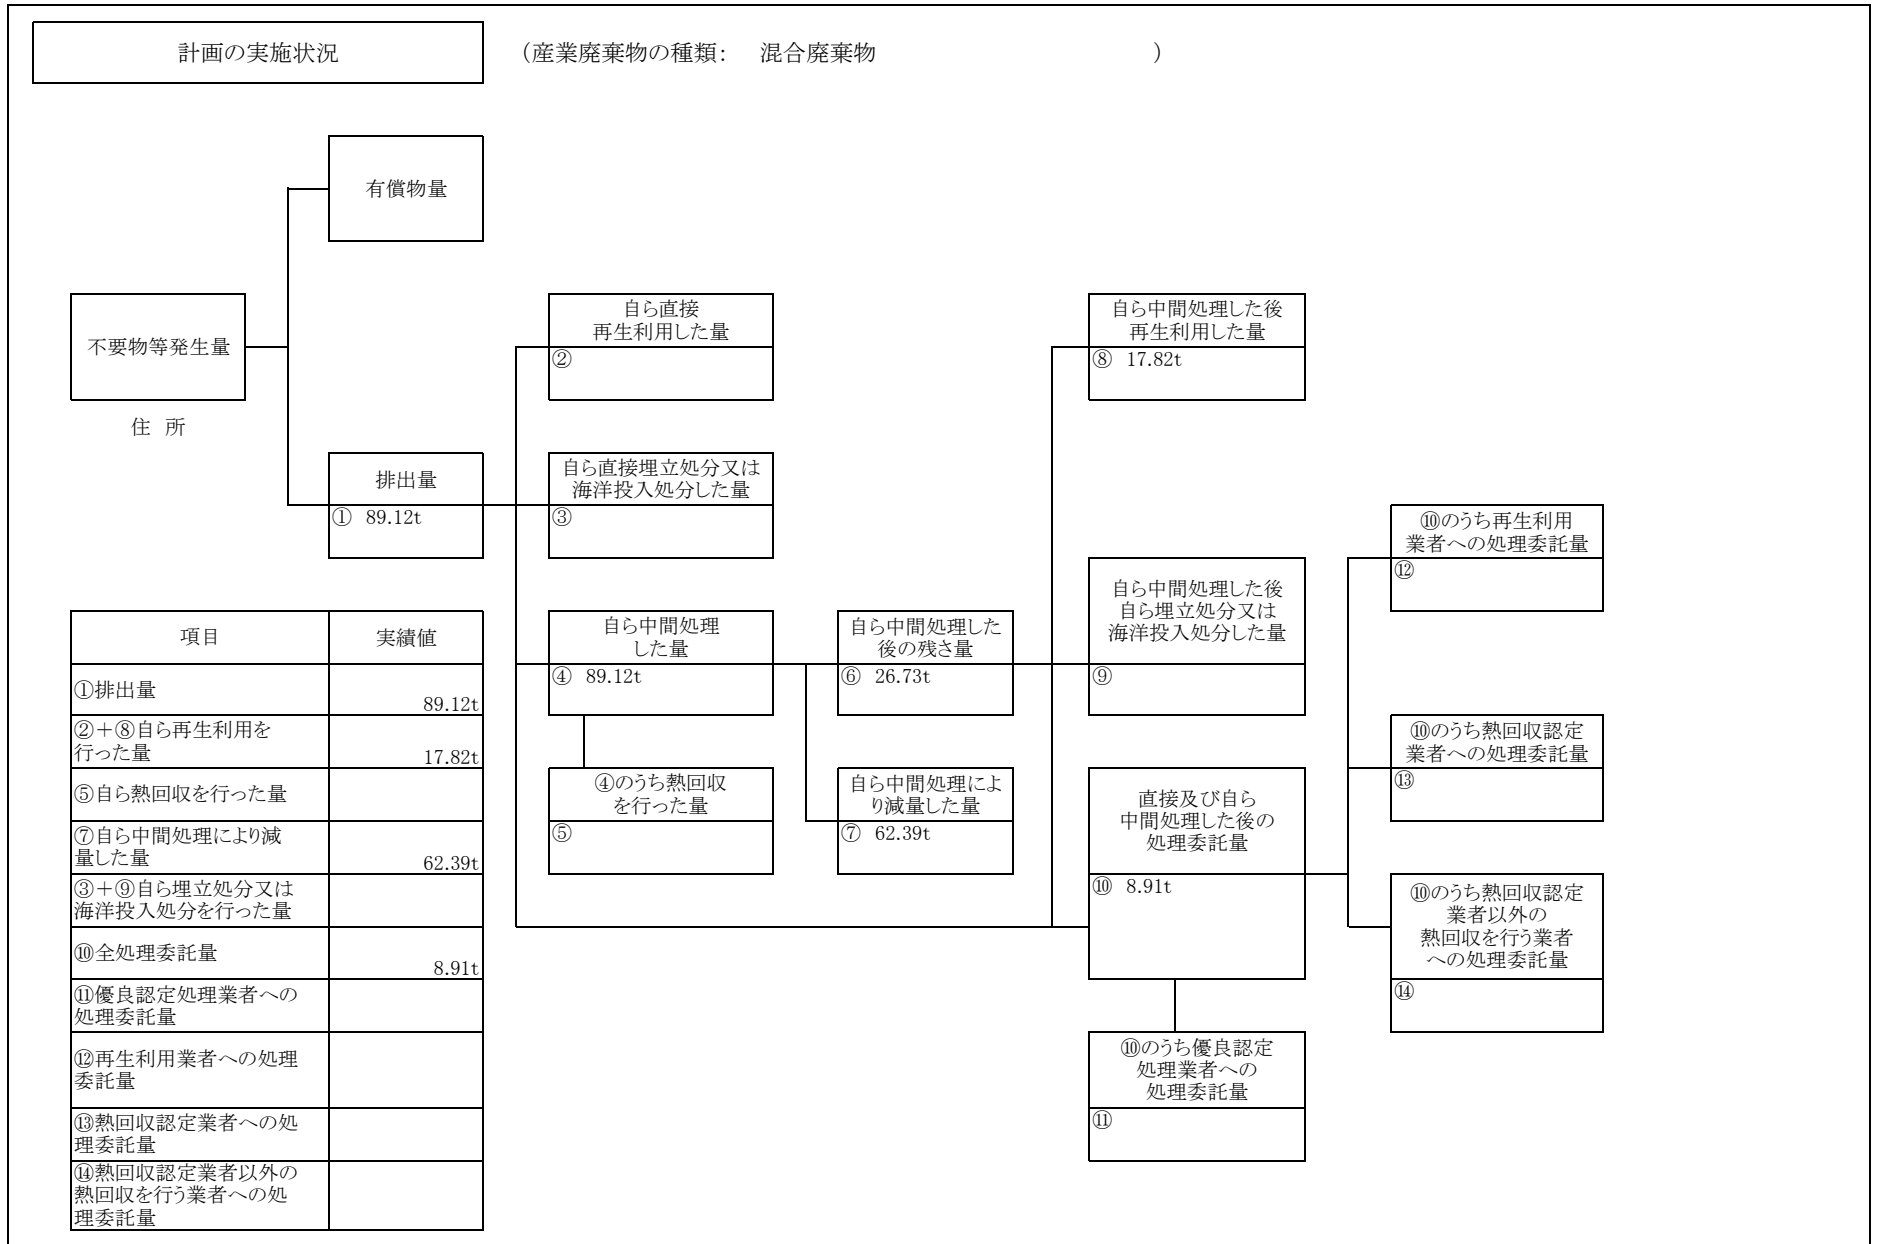 計画の実施状況
（産業廃棄物の種類： 混合廃棄物 ）
有償物量
不要物等発生量
住 所
排出量
① 89.12t
自ら直接
再生利用した量
②
自ら直接埋立処分又は
海洋投入処分した量
③
自ら中間処理
した量
④ 89.12t
④のうち熱回収
を行った量
⑤
自ら中間処理した
後の残さ量
⑥ 26.73t
自ら中間処理によ
り減量した量
⑦ 62.39t
自ら中間処理した後
再生利用した量
⑧ 17.82t
自ら中間処理した後
自ら埋立処分又は
海洋投入処分した量
⑨
直接及び自ら
中間処理した後の
処理委託量
⑩ 8.91t
⑩のうち優良認定
処理業者への
処理委託量
⑪
⑩のうち再生利用
業者への処理委託量
⑫
⑩のうち熱回収認定
業者への処理委託量
⑬
⑩のうち熱回収認定
業者以外の
熱回収を行う業者
への処理委託量
⑭
項目 実績値
①排出量
89.12t
②＋⑧自ら再生利用を
行った量 17.82t
⑤自ら熱回収を行った量
⑦自ら中間処理により減
量した量 62.39t
③＋⑨自ら埋立処分又は
海洋投入処分を行った量
⑩全処理委託量
8.91t
⑪優良認定処理業者への
処理委託量
⑫再生利用業者への処理
委託量
⑬熱回収認定業者への処
理委託量
⑭熱回収認定業者以外の
熱回収を行う業者への処
理委託量